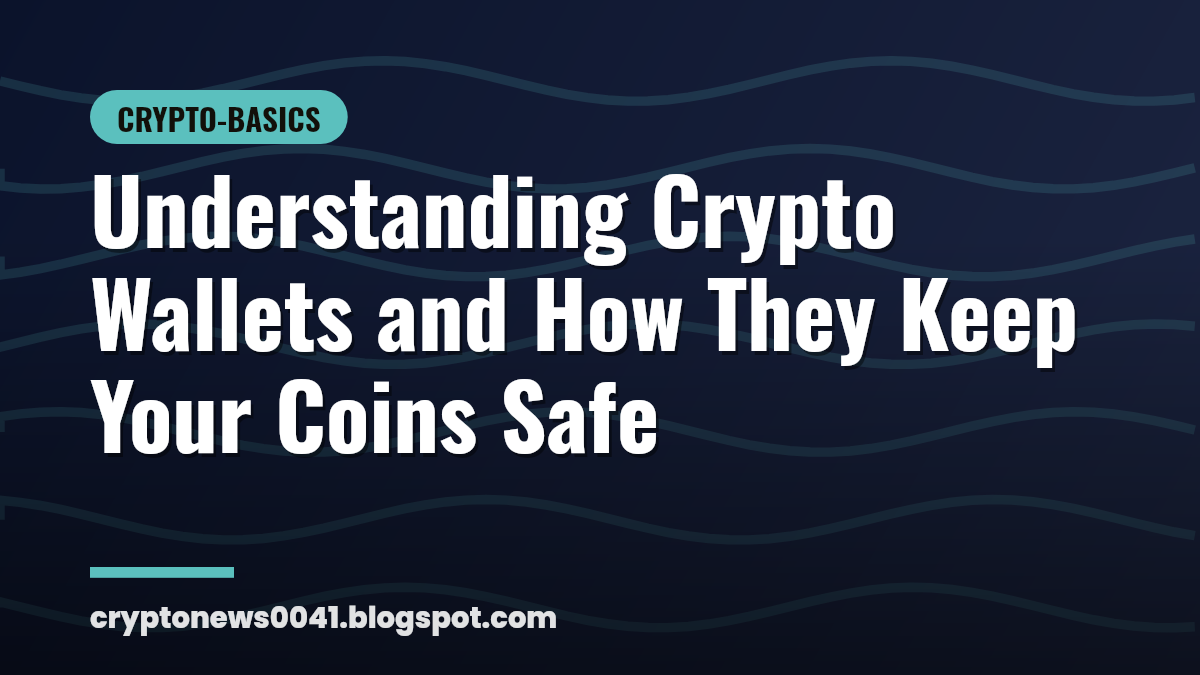 CRYPTO-BASICS
Understanding Crypto
Wallets and How They Keep
Your Coins Safe
cryptonews0041.blogspot.com